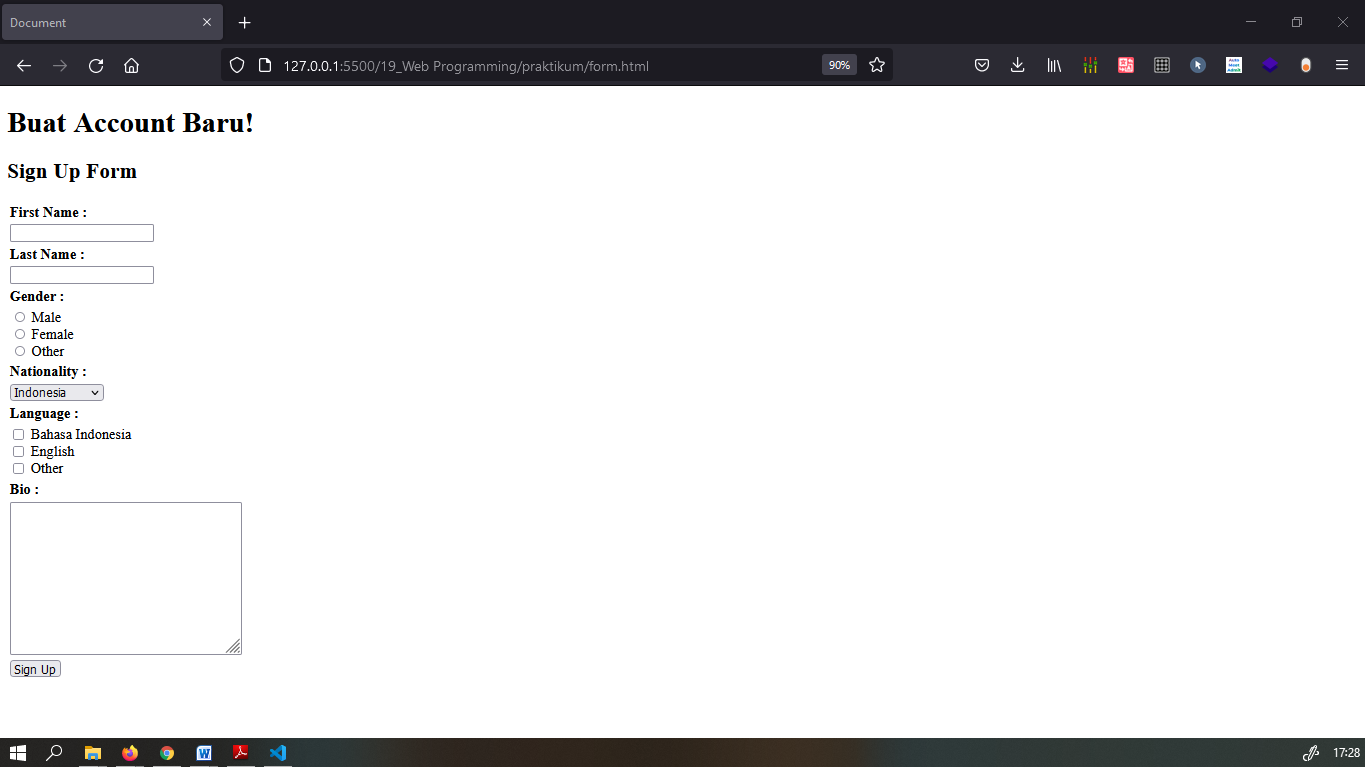 Document
127.0.0.1:5500/19_Web Programming/praktikum/form.html
90%
Buat Account Baru!
Sign Up Form
First Name :
Last Name :
Gender :
Male
Female
Other
Nationality :
Indonesia
Language :
Bahasa Indonesia
English
Other
Bio :
Sign Up
17:28